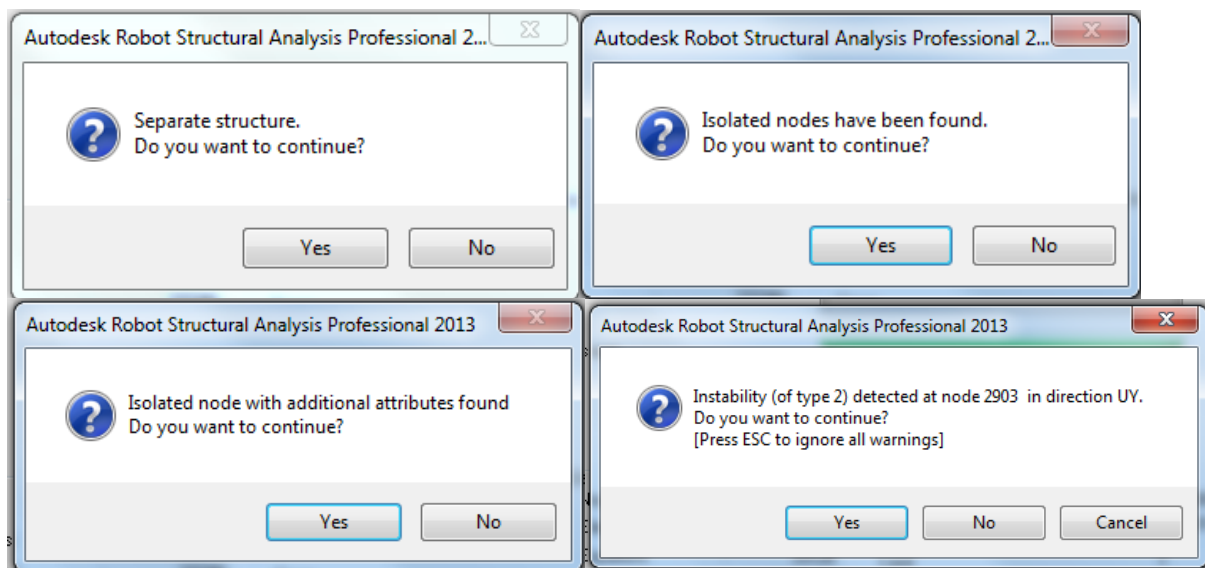 Autodesk Robot Structural Analysis Professional 2...
Separate structure.
Do you want to continue?
Yes No
Autodesk Robot Structural Analysis Professional 2...
Isolated nodes have been found.
Do you want to continue?
Yes No
Autodesk Robot Structural Analysis Professional 2013
Isolated node with additional attributes found
Do you want to continue?
Yes No
Autodesk Robot Structural Analysis Professional 2013
Instability (of type 2) detected at node 2903 in direction UY.
Do you want to continue?
[Press ESC to ignore all warnings]
Yes No Cancel